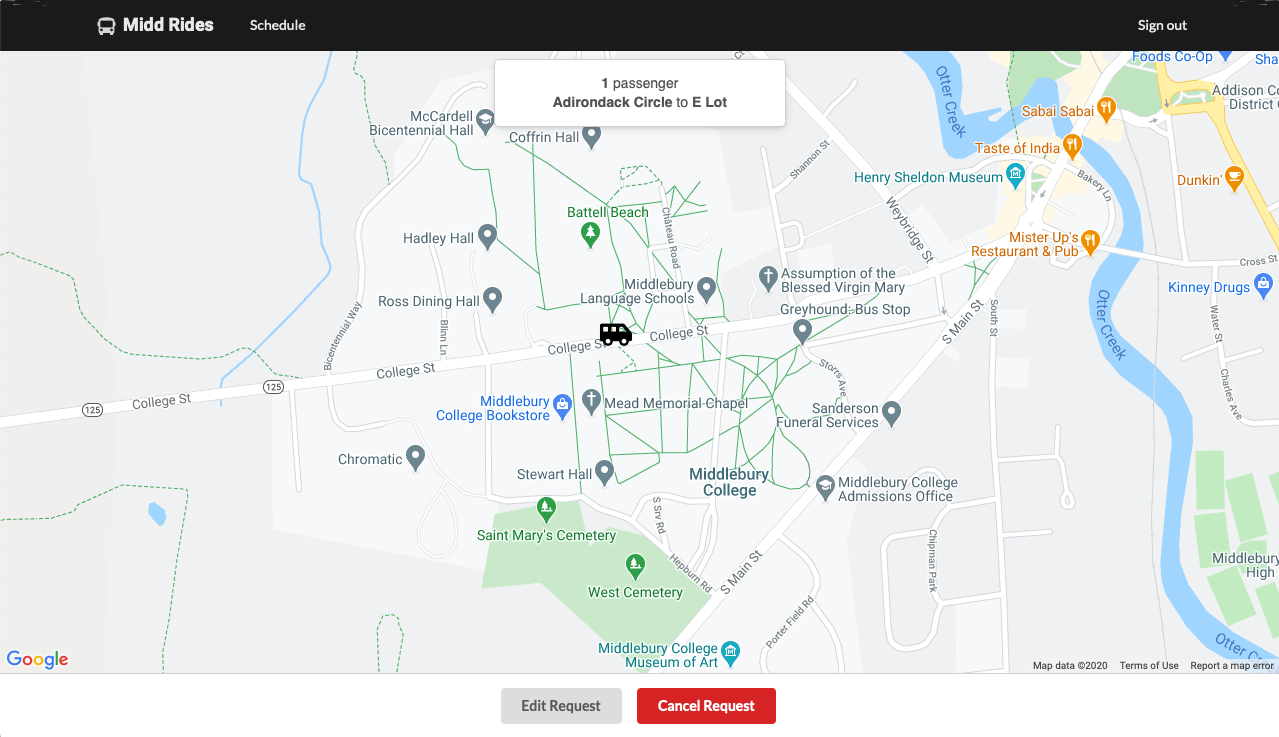 Midd Rides
Schedule
Sign out
1 passenger
Adirondack Circle to E Lot
Foods Co-Op
Sha
Otter Creek
Addison Co
District C
Sabai Sabai
McCardell
Bicentennial Hall
Coffrin Hall
Taste of India
Shannon St
Henry Sheldon Museum
Bakery Ln
Dunkin'
Battell Beach
Château Road
Weybridge St
Hadley Hall
Mister Up's
Restaurant & Pub
Cross St
Assumption of the
Blessed Virgin Mary
Middlebury
Language Schools
Kinney Drugs
Ross Dining Hall
Greyhound: Bus Stop
Otter Creek
Water St
South St
S Main St
Bicentennial Way
Blinn Ln
College St
College St
College St
125
125
College St
Storrs Ave
Charles Ave
Middlebury
College Bookstore
Mead Memorial Chapel
Sanderson
Funeral Services
Chromatic
Stewart Hall
Middlebury
College
Middlebury College
Admissions Office
S Srv Rd
Saint Mary's Cemetery
Hepburn Rd
S Main St
Chipman Park
Middlebury
High
West Cemetery
Porter Field Rd
Otter C
Middlebury College
Museum of Art
Google
Map data ©2020
Terms of Use
Report a map error
Edit Request
Cancel Request